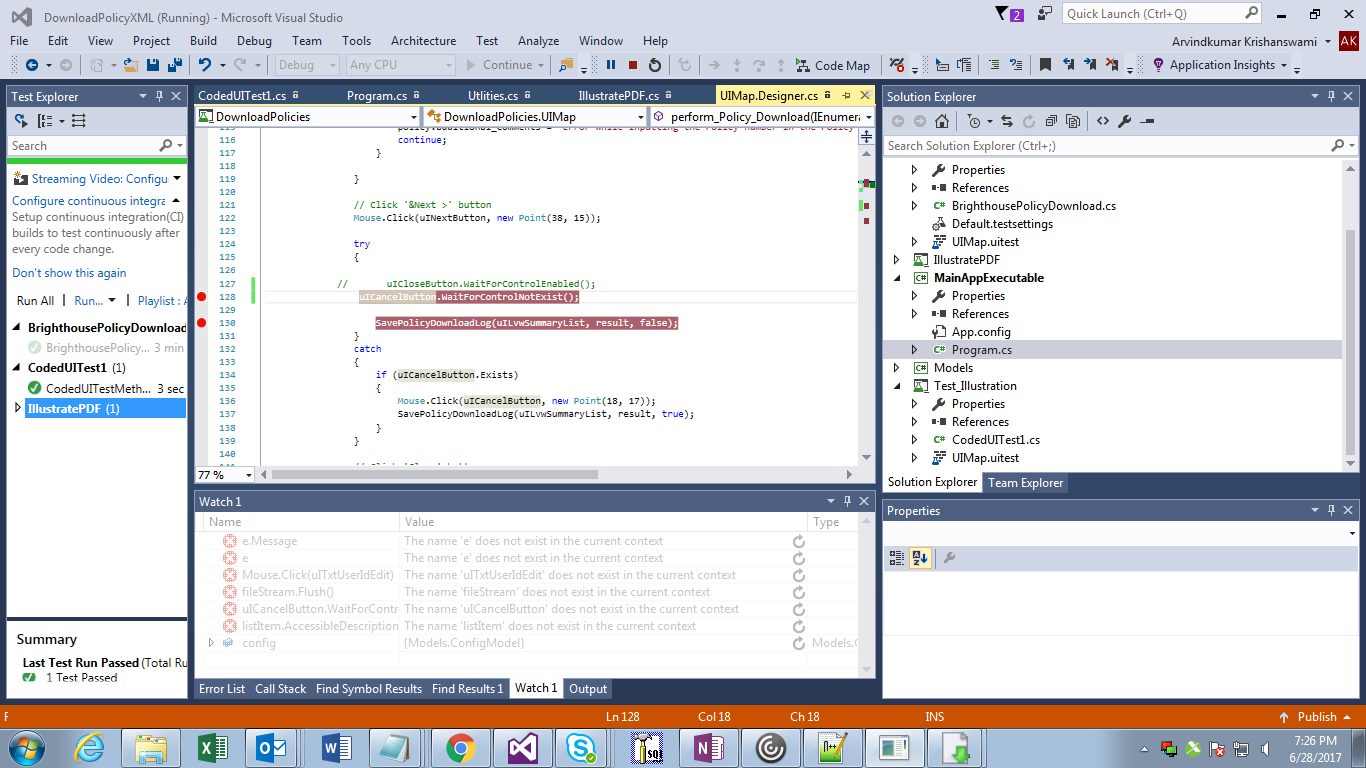 DownloadPolicyXML (Running) - Microsoft Visual Studio
2
Quick Launch (Ctrl+Q)
File Edit View Project Build Debug Team Tools Architecture Test Analyze Window Help
Arvindkumar Krishanswami AK
Debug Any CPU Continue Code Map Application Insights
Test Explorer
Search
Streaming Video: Configu
Configure continuous integra
Setup continuous integration(CI)
builds to test continuously after
every code change.
Don't show this again
Run All | Run... | Playlist : A
BrighthousePolicyDownload
BrighthousePolicy... 3 min
CodedUITest1 (1)
CodedUITestMeth... 3 sec
IllustratePDF (1)
Summary
Last Test Run Passed (Total Ru
1 Test Passed
CodedUITest1.cs Program.cs Utilities.cs IllustratePDF.cs UIMap.Designer.cs
DownloadPolicies DownloadPolicies.UIMap perform_Policy_Download(IEnumera
115 policy.additional_comments = "Error while inputting the Policy Number in the Policy
116 continue;
117 }
118
119 }
120
121 // Click '&Next >' button
122 Mouse.Click(uINextButton, new Point(38, 15));
123
124 try
125 {
126
127 // uICloseButton.WaitForControlEnabled();
128 uICancelButton.WaitForControlNotExist();
129
130 SavePolicyDownloadLog(uILvwSummaryList, result, false);
131 }
132 catch
133 {
134 if (uICancelButton.Exists)
135 {
136 Mouse.Click(uICancelButton, new Point(18, 17));
137 SavePolicyDownloadLog(uILvwSummaryList, result, true);
138 }
139 }
140
77 %
Watch 1
Name Value Type
e.Message The name 'e' does not exist in the current context
e The name 'e' does not exist in the current context
Mouse.Click(uITxtUserIdEdit) The name 'uITxtUserIdEdit' does not exist in the current context
fileStream.Flush() The name 'fileStream' does not exist in the current context
uICancelButton.WaitForContr The name 'uICancelButton' does not exist in the current context
listItem.AccessibleDescription The name 'listItem' does not exist in the current context
config {Models.ConfigModel} Models.C
Error List Call Stack Find Symbol Results Find Results 1 Watch 1 Output
Solution Explorer
Search Solution Explorer (Ctrl+;)
Properties
References
C# BrighthousePolicyDownload.cs
Default.testsettings
UIMap.uitest
IllustratePDF
C# MainAppExecutable
Properties
References
App.config
C# Program.cs
C# Models
Test_Illustration
Properties
References
C# CodedUITest1.cs
UIMap.uitest
Solution Explorer Team Explorer
Properties
Ln 128 Col 18 Ch 18 INS Publish
7:26 PM
6/28/2017